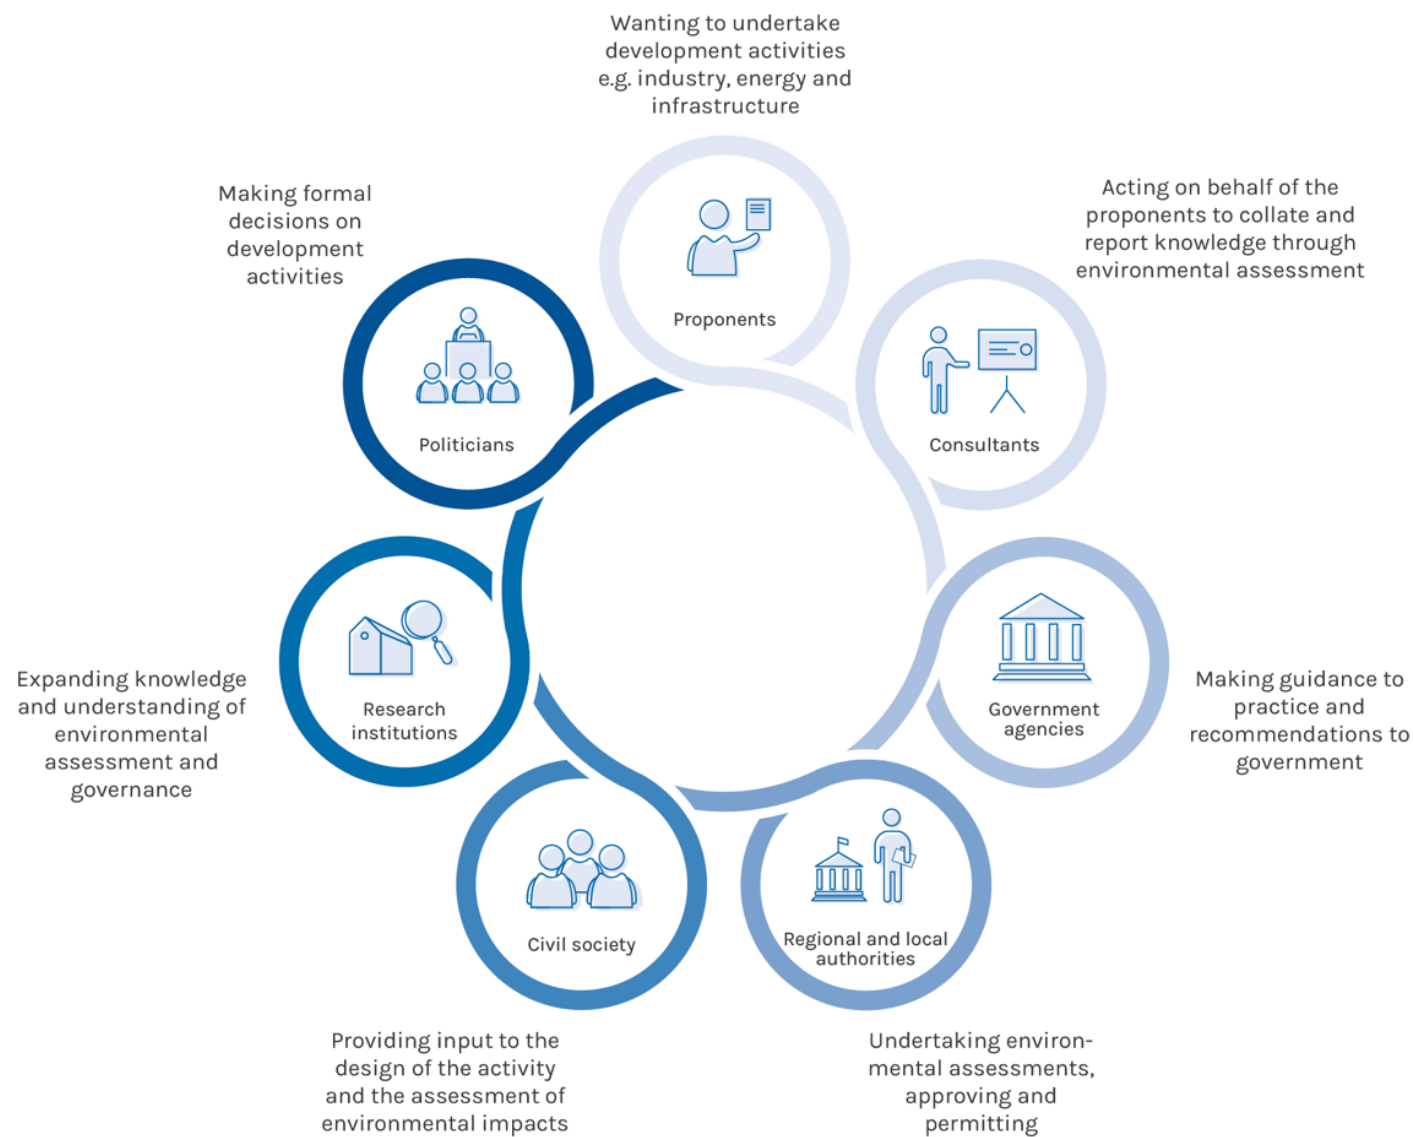 Wanting to undertake
development activities
e.g. industry, energy and
infrastructure
Proponents
Acting on behalf of the
proponents to collate and
report knowledge through
environmental assessment
Consultants
Making guidance to
practice and
recommendations to
government
Government
agencies
Undertaking environ-
mental assessments,
approving and
permitting
Regional and local
authorities
Providing input to the
design of the activity
and the assessment of
environmental impacts
Civil society
Expanding knowledge
and understanding of
environmental
assessment and
governance
Research
institutions
Making formal
decisions on
development
activities
Politicians